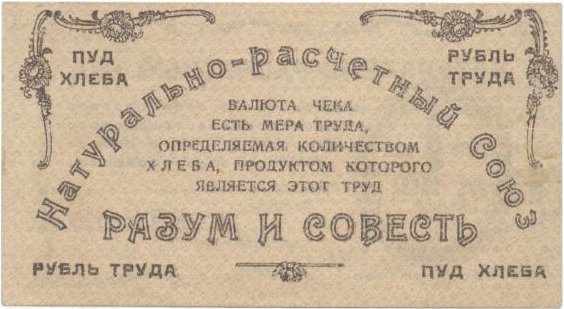 ПУД
ХЛЕБА
РУБЛЬ
ТРУДА
Натурально-расчетный Союз
ВАЛЮТА ЧЕКА
ЕСТЬ МЕРА ТРУДА,
ОПРЕДЕЛЯЕМАЯ КОЛИЧЕСТВОМ
ХЛЕБА, ПРОДУКТОМ КОТОРОГО
ЯВЛЯЕТСЯ ЭТОТ ТРУД
РАЗУМ И СОВЕСТЬ
РУБЛЬ ТРУДА
ПУД ХЛЕБА